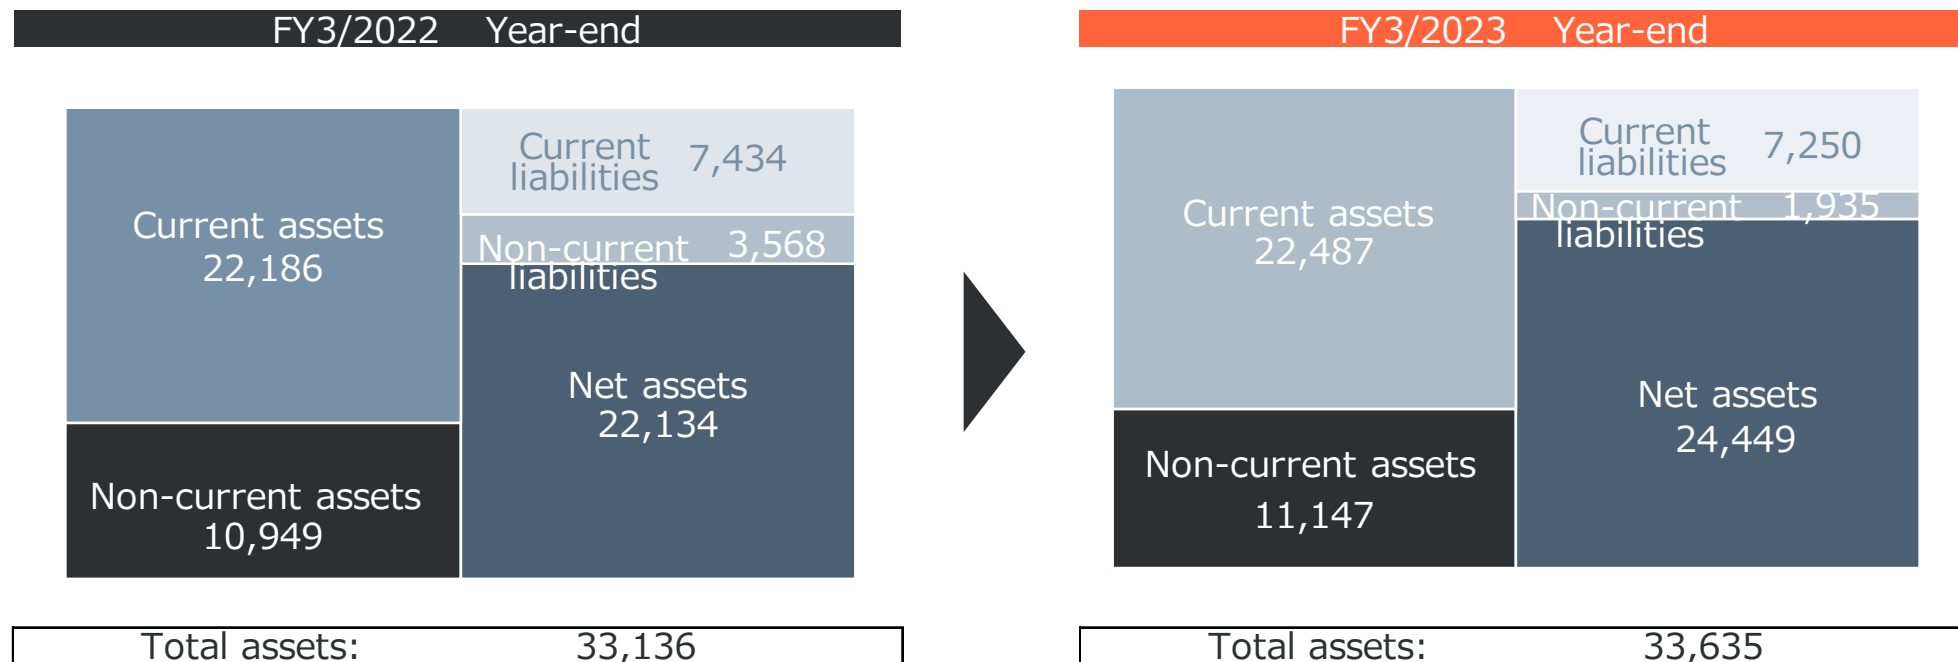 FY3/2022 Year-end
Current assets
22,186
Non-current assets
10,949
Current
liabilities
7,434
Non-current
liabilities
3,568
Net assets
22,134
Total assets: 33,136
FY3/2023 Year-end
Current assets
22,487
Non-current assets
11,147
Current
liabilities
7,250
Non-current
liabilities
1,935
Net assets
24,449
Total assets: 33,635